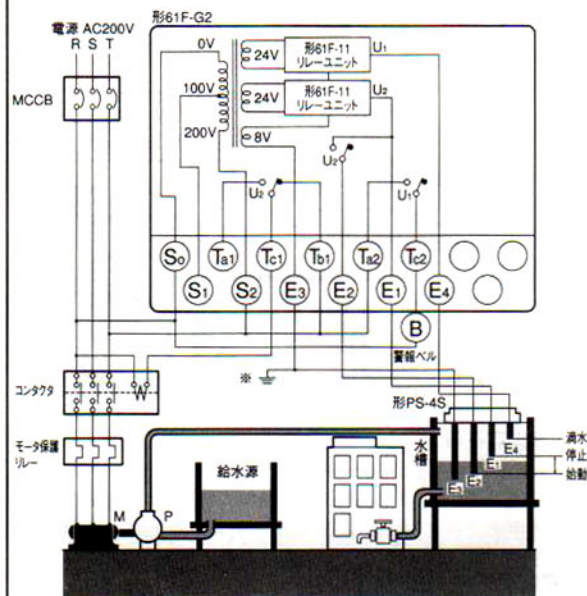 形61F-G2
電源 AC200V
R S T
MCCB
0V
100V
200V
24V
24V
8V
形61F-11
リレーユニット
U1
形61F-11
リレーユニット
U2
U2
U2
U1
S0 Ta1 Tc1 Tb1 E2 Ta2 E1 Tc2 E4
S1 S2 E3
B
警報ベル
※
コンタクタ
W
モータ保護
リレー
形PS-4S
水槽
E4
E1
E2
E3
満水
停止
始動
給水源
M
P